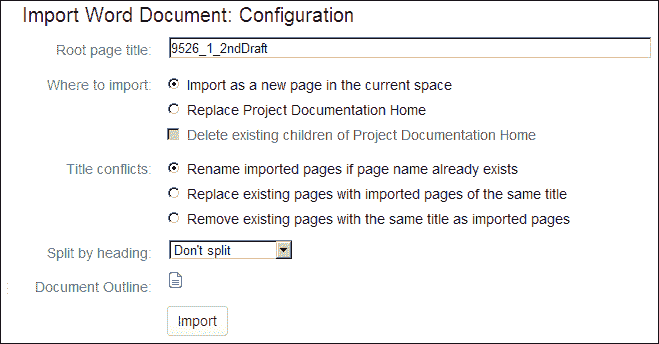 Import Word Document: Configuration
Root page title: 9526_1_2ndDraft
Where to import: Import as a new page in the current space
Replace Project Documentation Home
Delete existing children of Project Documentation Home
Title conflicts: Rename imported pages if page name already exists
Replace existing pages with imported pages of the same title
Remove existing pages with the same title as imported pages
Split by heading: Don't split
Document Outline:
Import